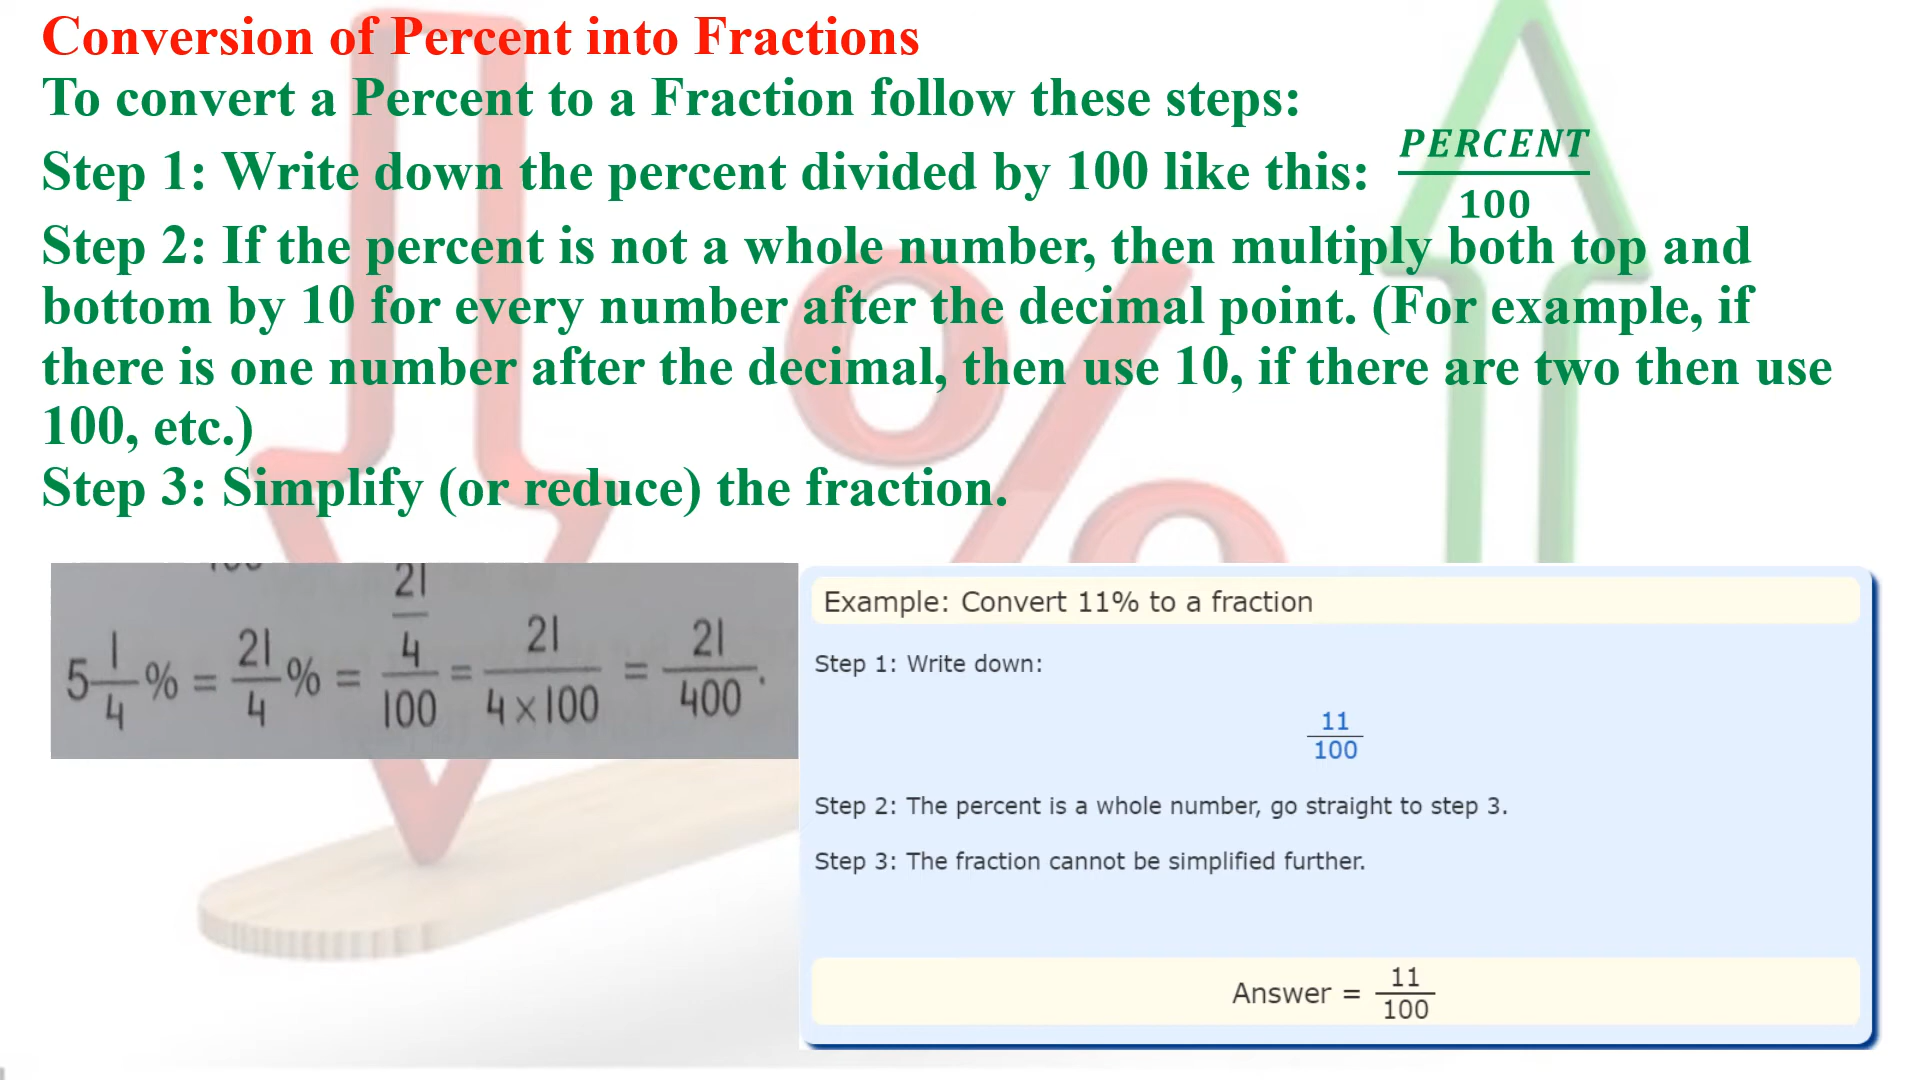 Conversion of Percent into Fractions
To convert a Percent to a Fraction follow these steps:
Step 1: Write down the percent divided by 100 like this: PERCENT/100
Step 2: If the percent is not a whole number, then multiply both top and
bottom by 10 for every number after the decimal point. (For example, if
there is one number after the decimal, then use 10, if there are two then use
100, etc.)
Step 3: Simplify (or reduce) the fraction.
5 1/4 % = 21/4 % = 21/4/100 = 21/4 × 100 = 21/400.
Example: Convert 11% to a fraction
Step 1: Write down:
11/100
Step 2: The percent is a whole number, go straight to step 3.
Step 3: The fraction cannot be simplified further.
Answer = 11/100